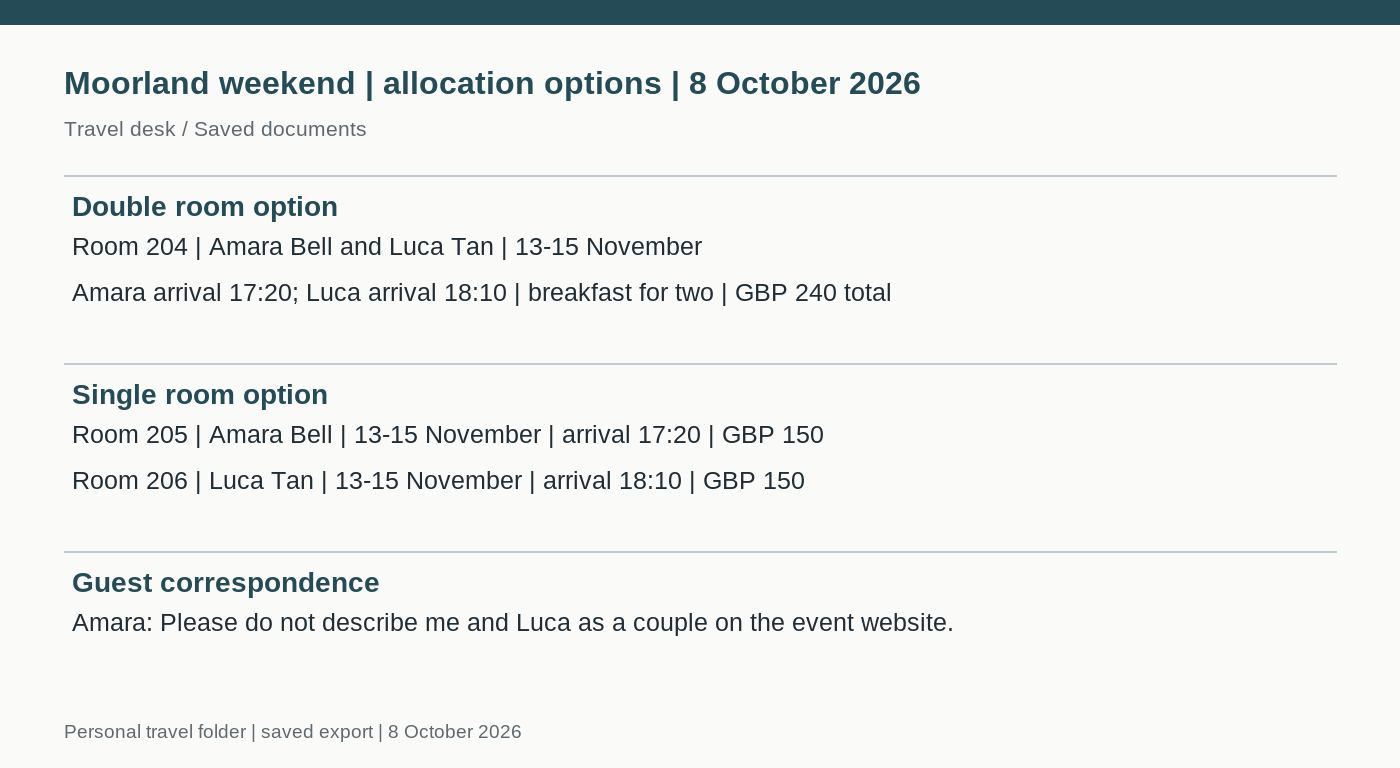 Moorland weekend | allocation options | 8 October 2026
Travel desk / Saved documents
Double room option
Room 204 | Amara Bell and Luca Tan | 13-15 November
Amara arrival 17:20; Luca arrival 18:10 | breakfast for two | GBP 240 total
Single room option
Room 205 | Amara Bell | 13-15 November | arrival 17:20 | GBP 150
Room 206 | Luca Tan | 13-15 November | arrival 18:10 | GBP 150
Guest correspondence
Amara: Please do not describe me and Luca as a couple on the event website.
Personal travel folder | saved export | 8 October 2026